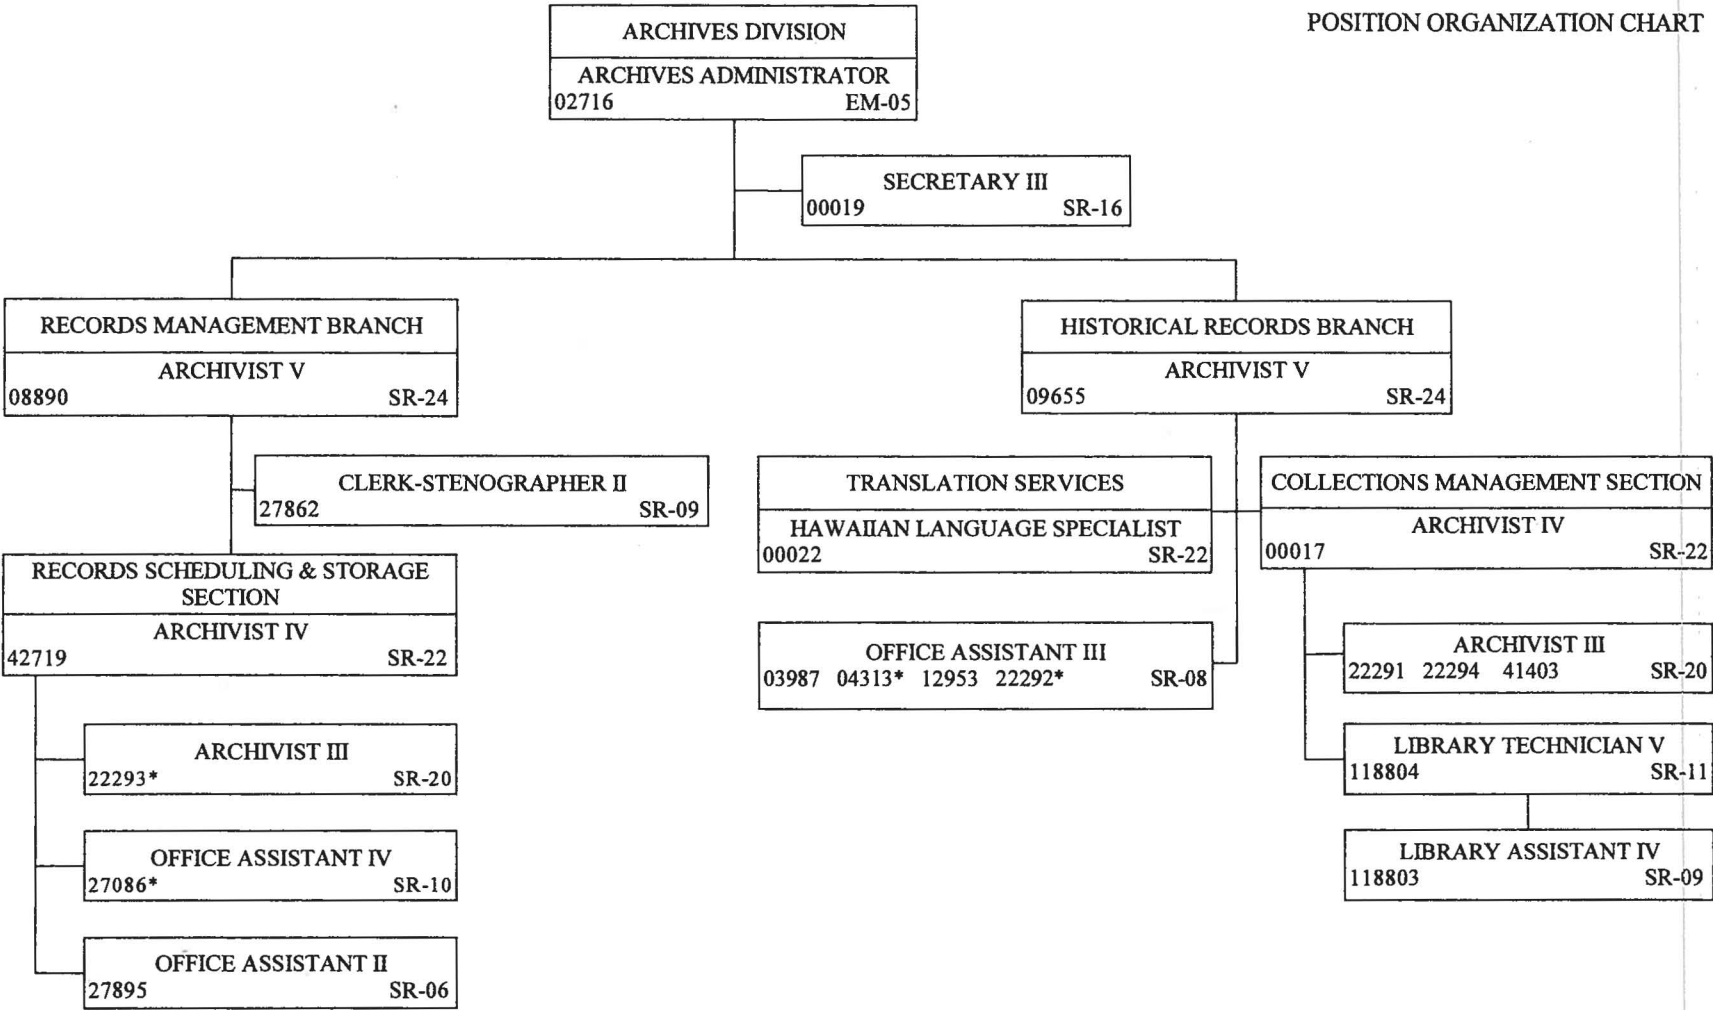 POSITION ORGANIZATION CHART
ARCHIVES DIVISION
ARCHIVES ADMINISTRATOR
02716 EM-05
SECRETARY III
00019 SR-16
RECORDS MANAGEMENT BRANCH
ARCHIVIST V
08890 SR-24
CLERK-STENOGRAPHER II
27862 SR-09
RECORDS SCHEDULING & STORAGE
SECTION
ARCHIVIST IV
42719 SR-22
ARCHIVIST III
22293* SR-20
OFFICE ASSISTANT IV
27086* SR-10
OFFICE ASSISTANT II
27895 SR-06
HISTORICAL RECORDS BRANCH
ARCHIVIST V
09655 SR-24
TRANSLATION SERVICES
HAWAIIAN LANGUAGE SPECIALIST
00022 SR-22
OFFICE ASSISTANT III
03987 04313* 12953 22292* SR-08
COLLECTIONS MANAGEMENT SECTION
ARCHIVIST IV
00017 SR-22
ARCHIVIST III
22291 22294 41403 SR-20
LIBRARY TECHNICIAN V
118804 SR-11
LIBRARY ASSISTANT IV
118803 SR-09